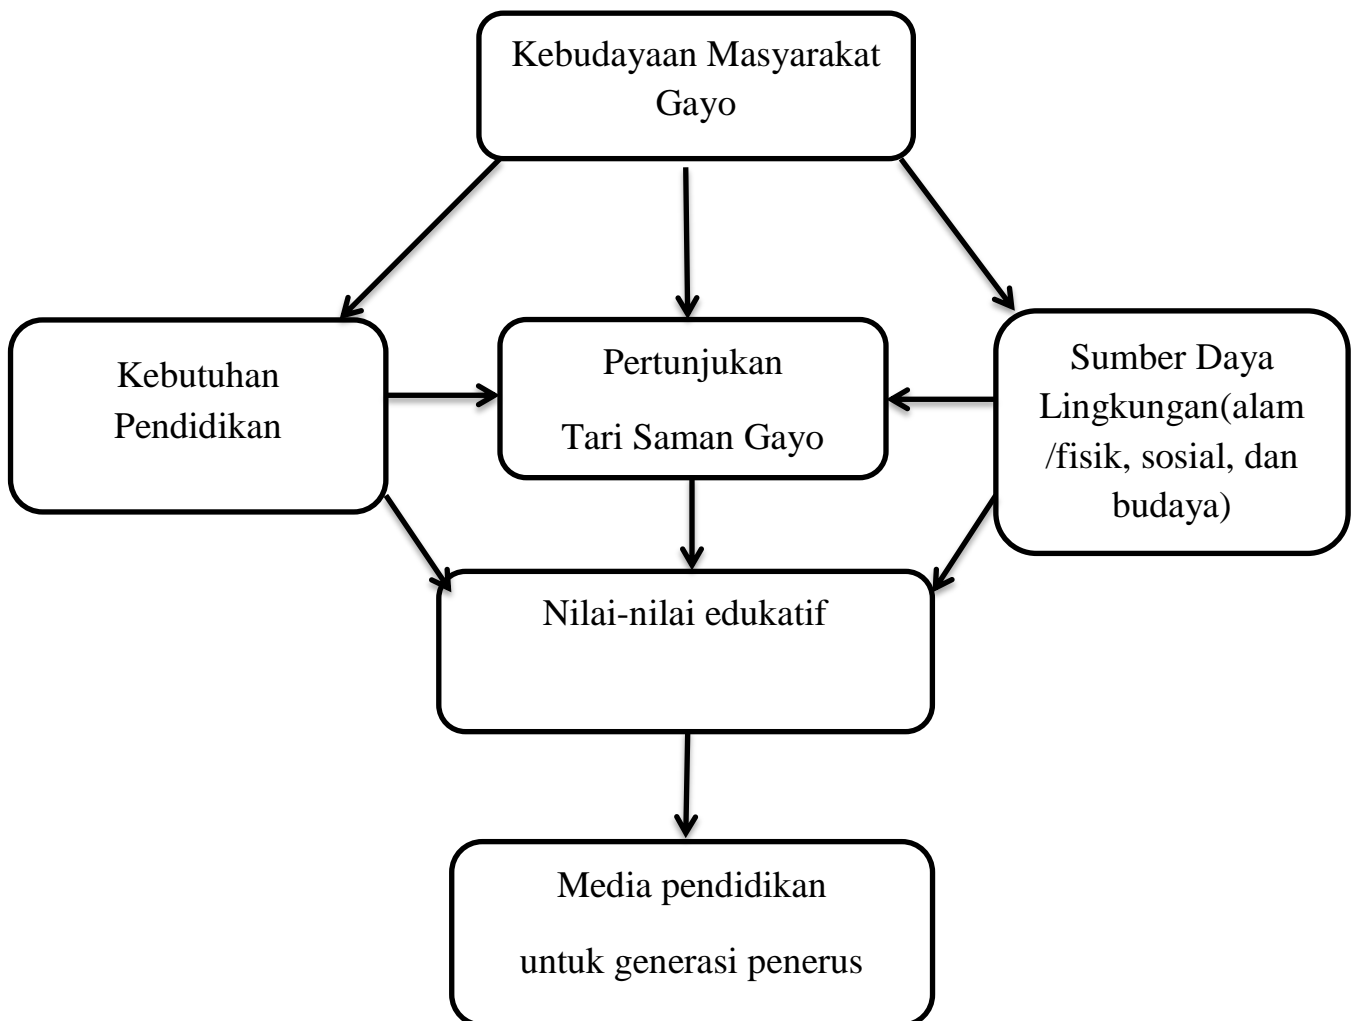 Kebudayaan Masyarakat
Gayo
Kebutuhan
Pendidikan
Pertunjukan
Tari Saman Gayo
Sumber Daya
Lingkungan(alam
/fisik, sosial, dan
budaya)
Nilai-nilai edukatif
Media pendidikan
untuk generasi penerus